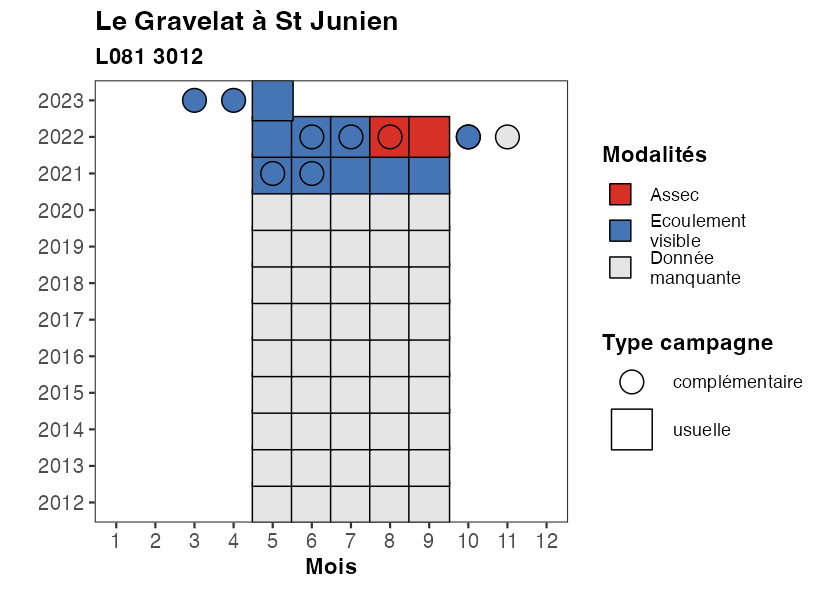 Le Gravelat à St Junien
L081 3012
2023
2022
2021
2020
2019
2018
2017
2016
2015
2014
2013
2012
1 2 3 4 5 6 7 8 9 10 11 12
Mois
Modalités
Assec
Ecoulement
visible
Donnée
manquante
Type campagne
complémentaire
usuelle